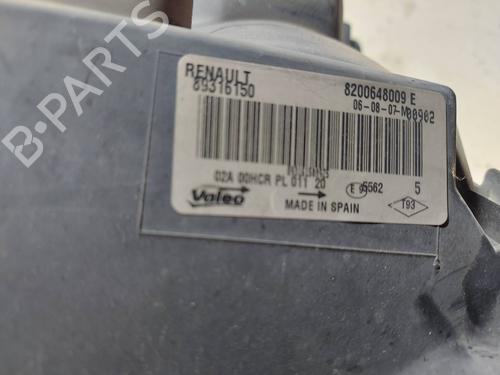 RENAULT
89316150
8200648009 E
06-08-07-M00902
02A 00HCR PL 011 20
E 9 5562 5
Valeo
MADE IN SPAIN
T93
B-PARTS